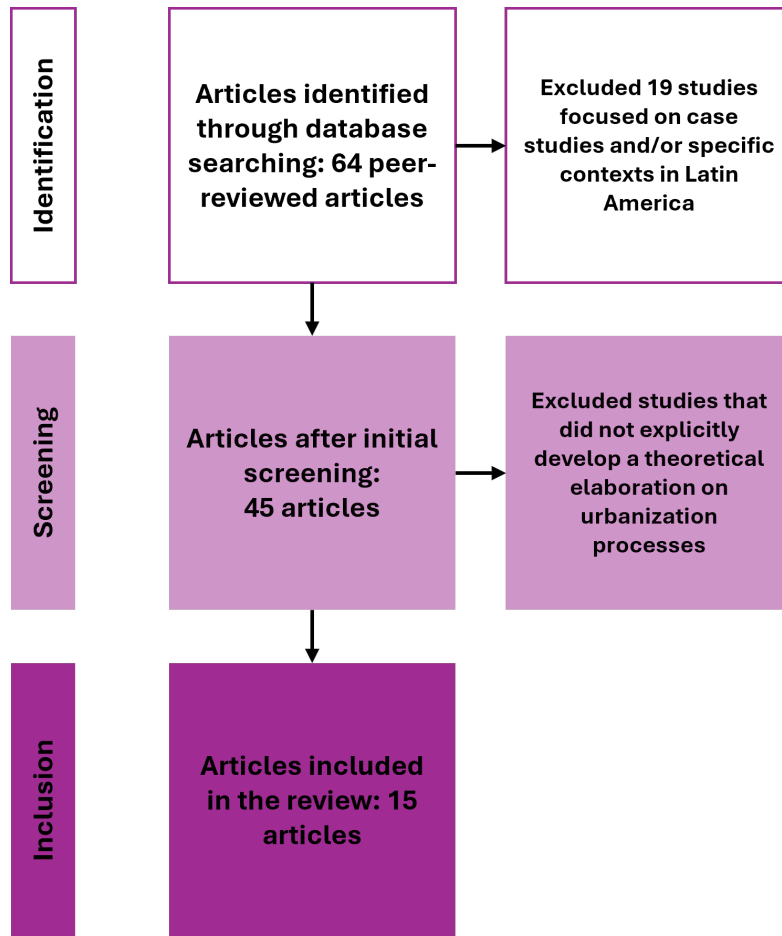 Identification
Articles identified
through database
searching: 64 peer-
reviewed articles
Excluded 19 studies
focused on case
studies and/or specific
contexts in Latin
America
Screening
Articles after initial
screening:
45 articles
Excluded studies that
did not explicitly
develop a theoretical
elaboration on
urbanization
processes
Inclusion
Articles included
in the review: 15
articles